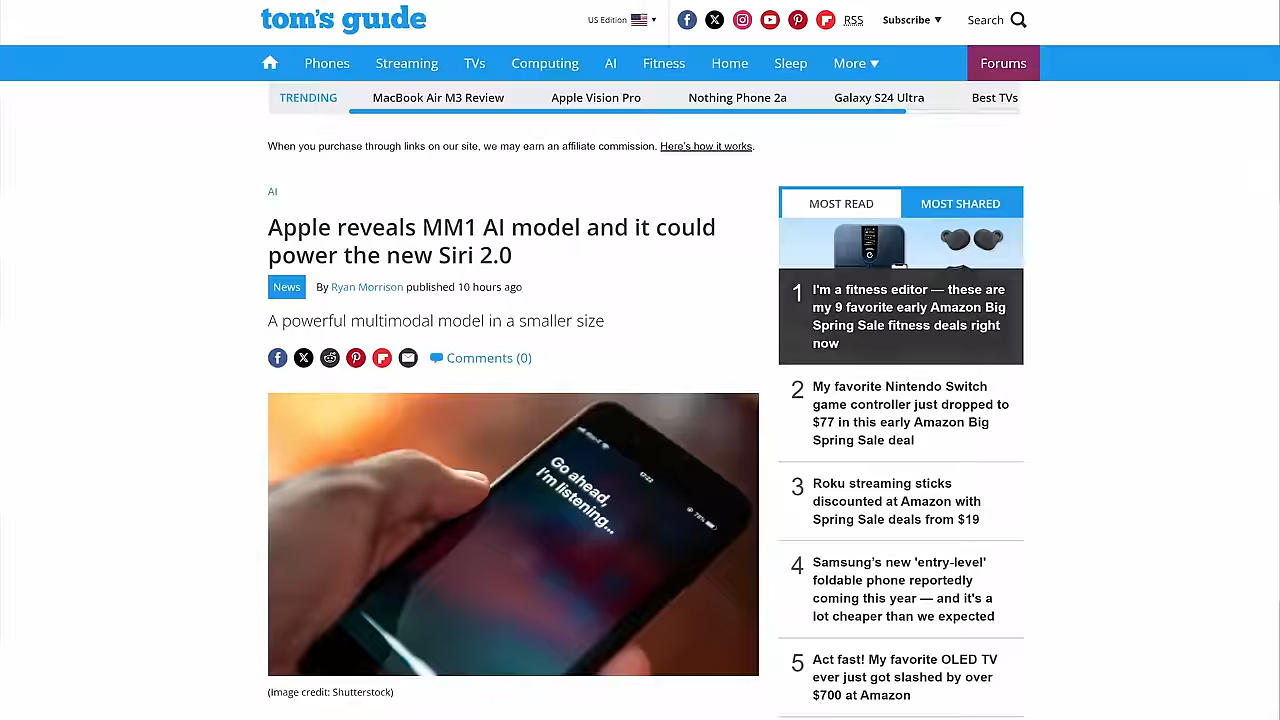 tom's guide
US Edition
RSS
Subscribe
Search
Phones
Streaming
TVs
Computing
AI
Fitness
Home
Sleep
More
Forums
TRENDING
MacBook Air M3 Review
Apple Vision Pro
Nothing Phone 2a
Galaxy S24 Ultra
Best TVs
When you purchase through links on our site, we may earn an affiliate commission. Here's how it works.
AI
Apple reveals MM1 AI model and it could
power the new Siri 2.0
News
By Ryan Morrison published 10 hours ago
A powerful multimodal model in a smaller size
Comments (0)
Go ahead,
I'm listening...
17:22
78%
(Image credit: Shutterstock)
MOST READ
MOST SHARED
1 I'm a fitness editor — these are
my 9 favorite early Amazon Big
Spring Sale fitness deals right
now
2 My favorite Nintendo Switch
game controller just dropped to
$77 in this early Amazon Big
Spring Sale deal
3 Roku streaming sticks
discounted at Amazon with
Spring Sale deals from $19
4 Samsung's new 'entry-level'
foldable phone reportedly
coming this year — and it's a
lot cheaper than we expected
5 Act fast! My favorite OLED TV
ever just got slashed by over
$700 at Amazon